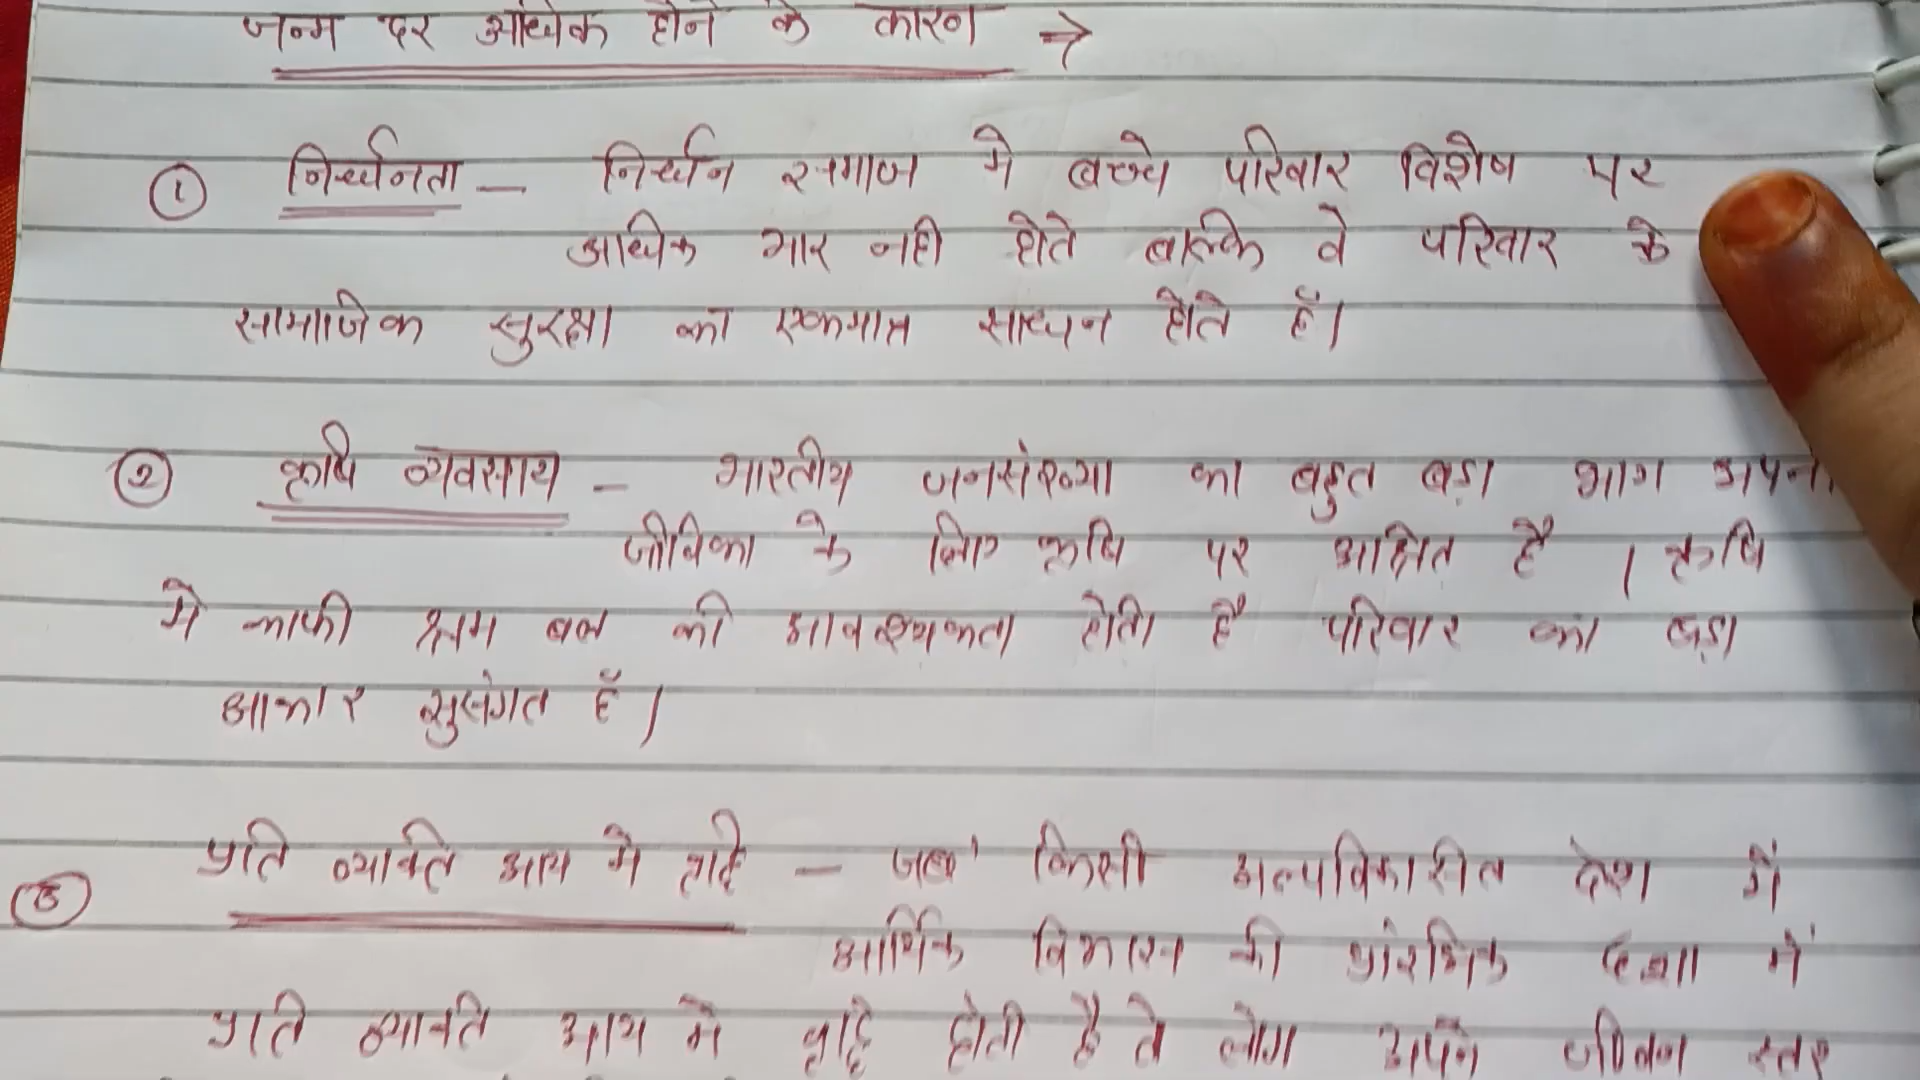 जन्म दर अधिक होने के कारण →
① निर्धनता — निर्धन समाज मे बच्चे परिवार विशेष पर
अधिक भार नही होते बल्कि वे परिवार के
सामाजिक सुरक्षा का एकमात्र साधन होते हैं।
② कृषि व्यवसाय — भारतीय जनसंख्या का बहुत बड़ा भाग अपनी
जीविका के लिए कृषि पर आश्रित है । कृषि
मे काफी श्रम बल की आवश्यकता होती है परिवार का बड़ा
आकार सुसंगत हैं।
③ प्रति व्यक्ति आय मे वृद्धि — जब किसी अल्पविकासीत देश में
आर्थिक विकास की प्रांरभिक दशा में
प्रति व्यक्ति आय मे वृद्धि होती है तो लोग अपने जीवन स्तर